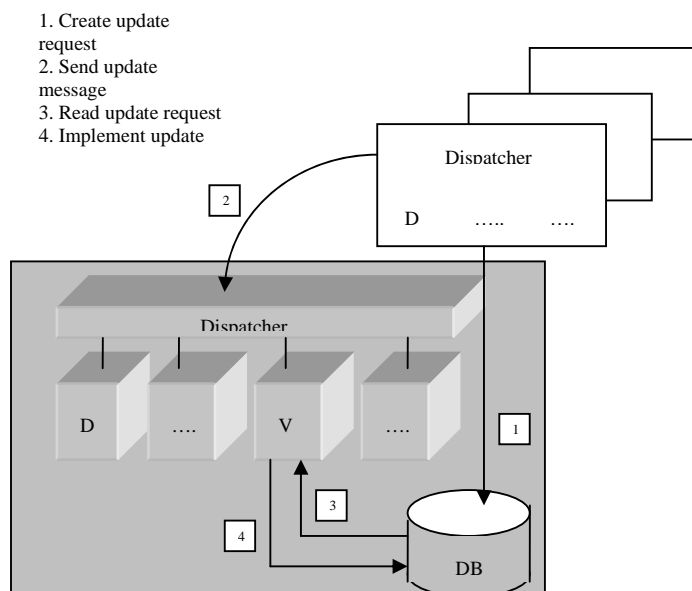 1. Create update
request
2. Send update
message
3. Read update request
4. Implement update
Dispatcher
D ….. ….
2
Dispatcher
D …. V ….
1
3
4
DB